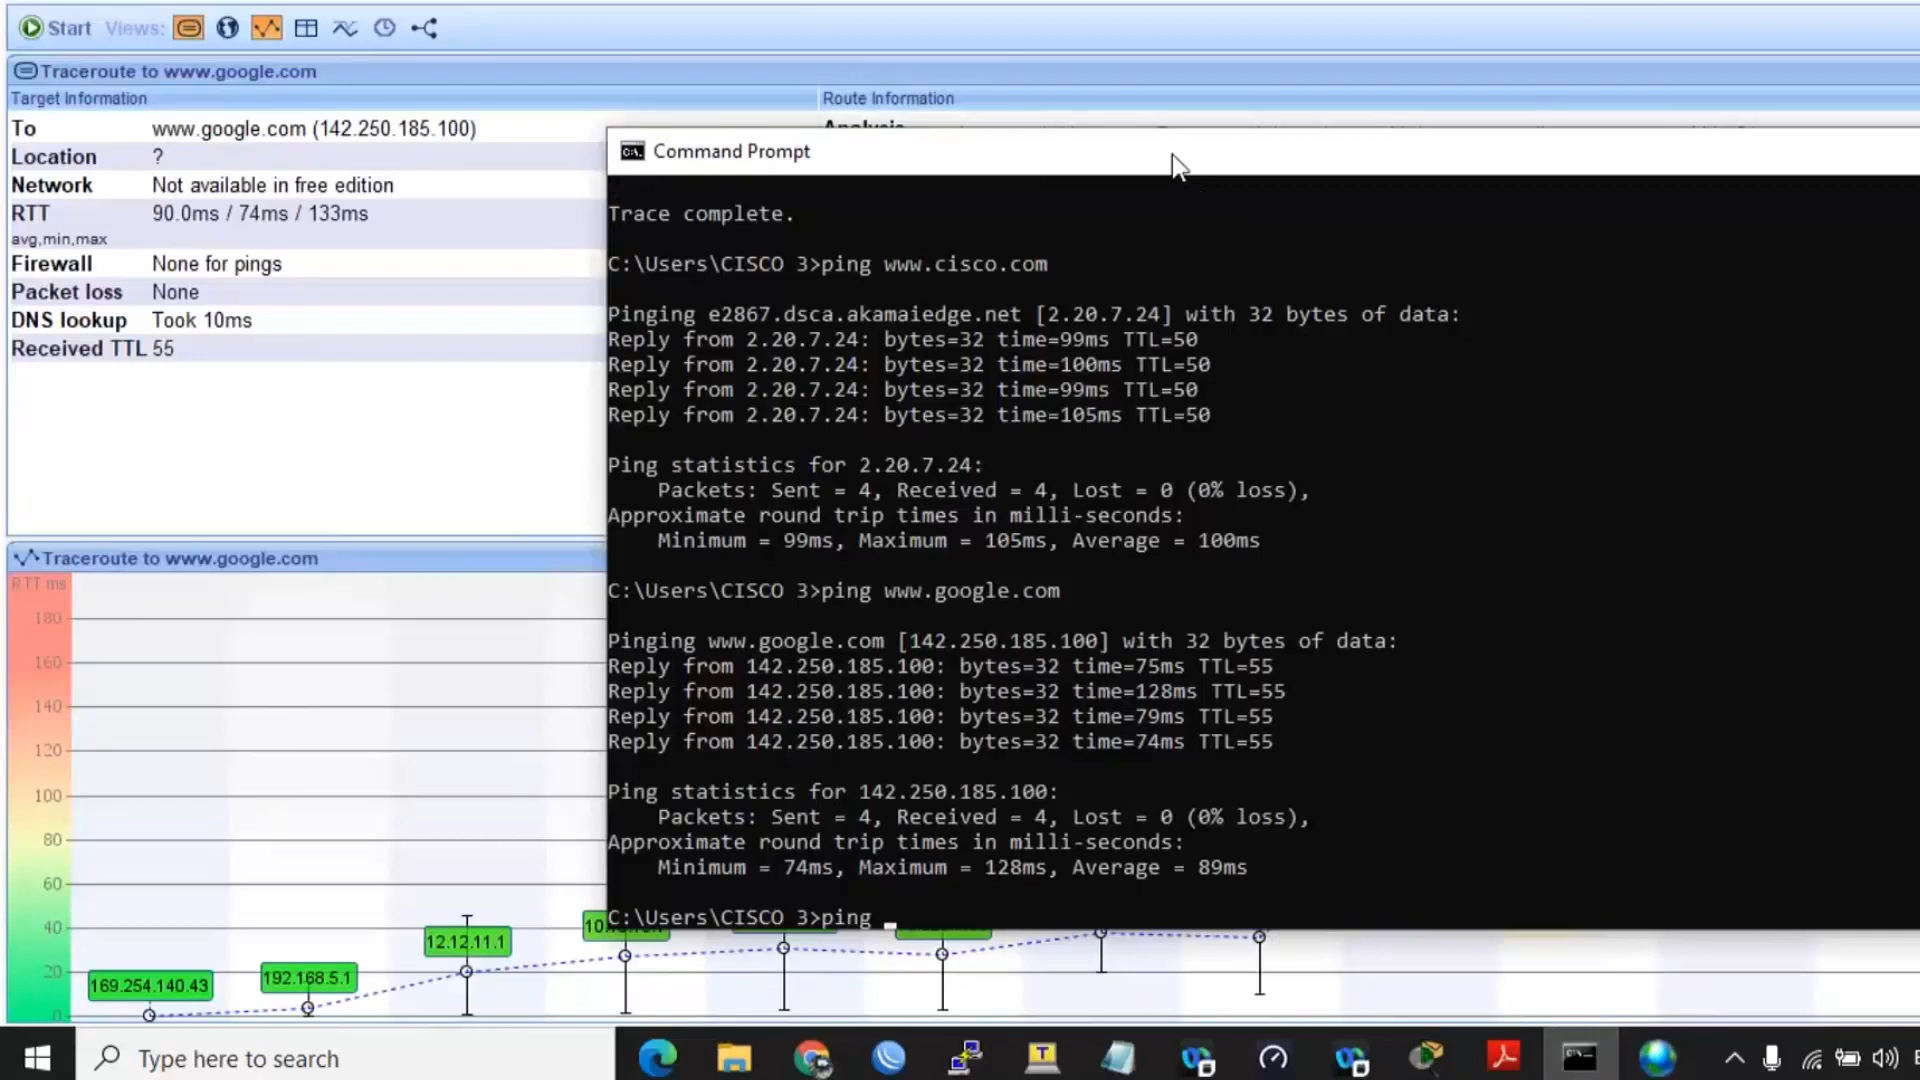 Start Views:
Traceroute to www.google.com
Target Information
Route Information
To www.google.com (142.250.185.100)
Location ?
Network Not available in free edition
RTT 90.0ms / 74ms / 133ms
avg,min,max
Firewall None for pings
Packet loss None
DNS lookup Took 10ms
Received TTL 55
Analysis
Command Prompt
Trace complete.
C:\Users\CISCO 3>ping www.cisco.com
Pinging e2867.dsca.akamaiedge.net [2.20.7.24] with 32 bytes of data:
Reply from 2.20.7.24: bytes=32 time=99ms TTL=50
Reply from 2.20.7.24: bytes=32 time=100ms TTL=50
Reply from 2.20.7.24: bytes=32 time=99ms TTL=50
Reply from 2.20.7.24: bytes=32 time=105ms TTL=50
Ping statistics for 2.20.7.24:
Packets: Sent = 4, Received = 4, Lost = 0 (0% loss),
Approximate round trip times in milli-seconds:
Minimum = 99ms, Maximum = 105ms, Average = 100ms
C:\Users\CISCO 3>ping www.google.com
Pinging www.google.com [142.250.185.100] with 32 bytes of data:
Reply from 142.250.185.100: bytes=32 time=75ms TTL=55
Reply from 142.250.185.100: bytes=32 time=128ms TTL=55
Reply from 142.250.185.100: bytes=32 time=79ms TTL=55
Reply from 142.250.185.100: bytes=32 time=74ms TTL=55
Ping statistics for 142.250.185.100:
Packets: Sent = 4, Received = 4, Lost = 0 (0% loss),
Approximate round trip times in milli-seconds:
Minimum = 74ms, Maximum = 128ms, Average = 89ms
C:\Users\CISCO 3>ping
Traceroute to www.google.com
RTT ms
180
160
140
120
100
80
60
40
20
0
169.254.140.43
192.168.5.1
12.12.11.1
Type here to search